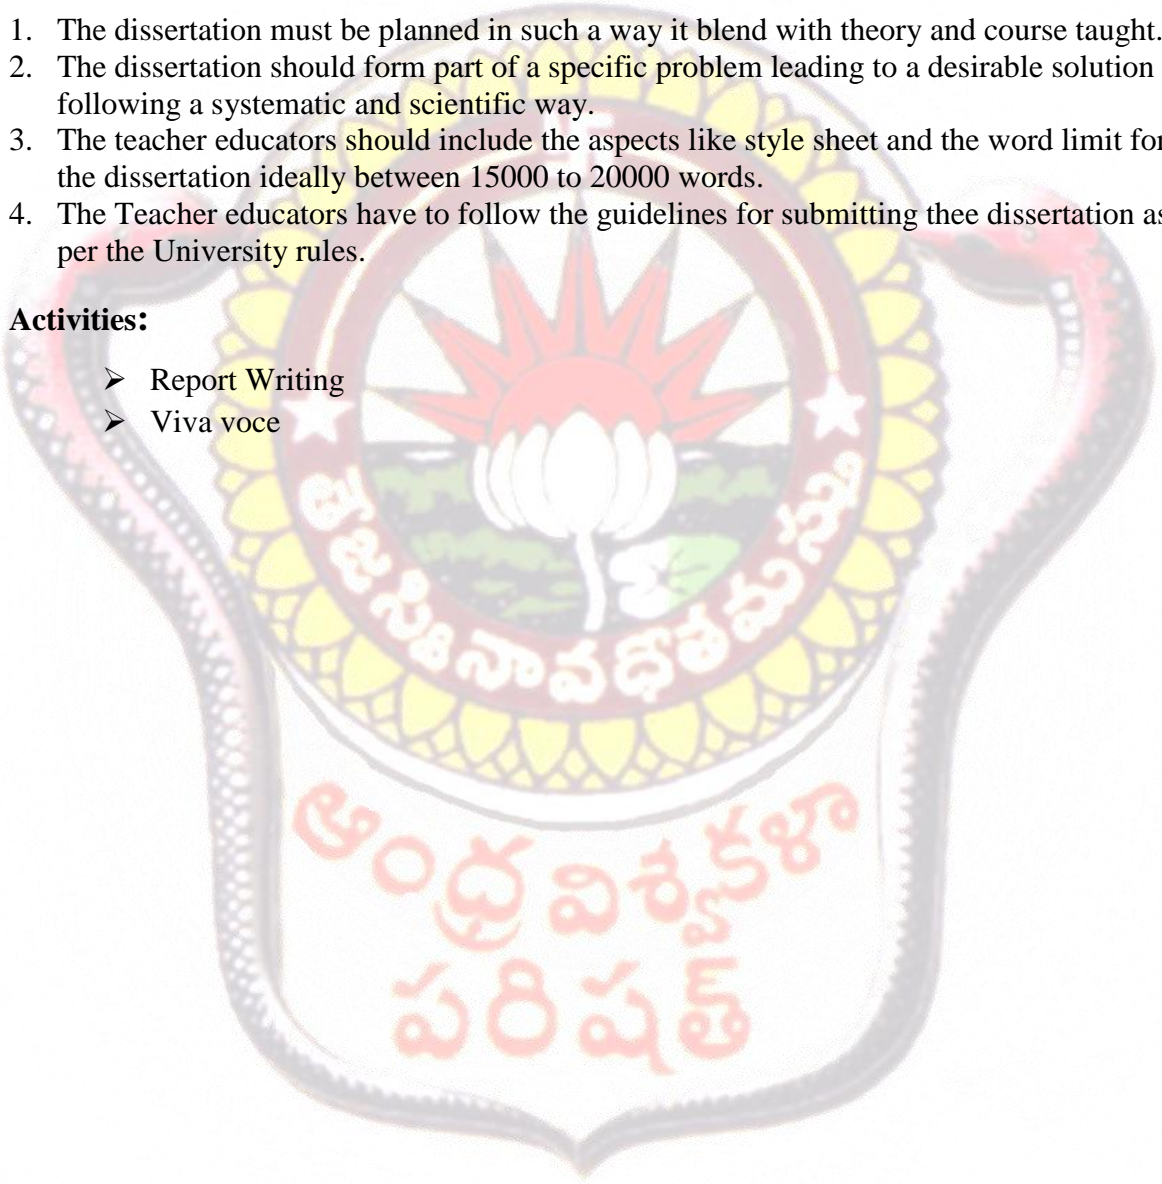 1. The dissertation must be planned in such a way it blend with theory and course taught.
2. The dissertation should form part of a specific problem leading to a desirable solution
following a systematic and scientific way.
3. The teacher educators should include the aspects like style sheet and the word limit for
the dissertation ideally between 15000 to 20000 words.
4. The Teacher educators have to follow the guidelines for submitting thee dissertation as
per the University rules.
Activities:
➢ Report Writing
➢ Viva voce
ఆంధ్ర విశ్వకళా
పరిషత్